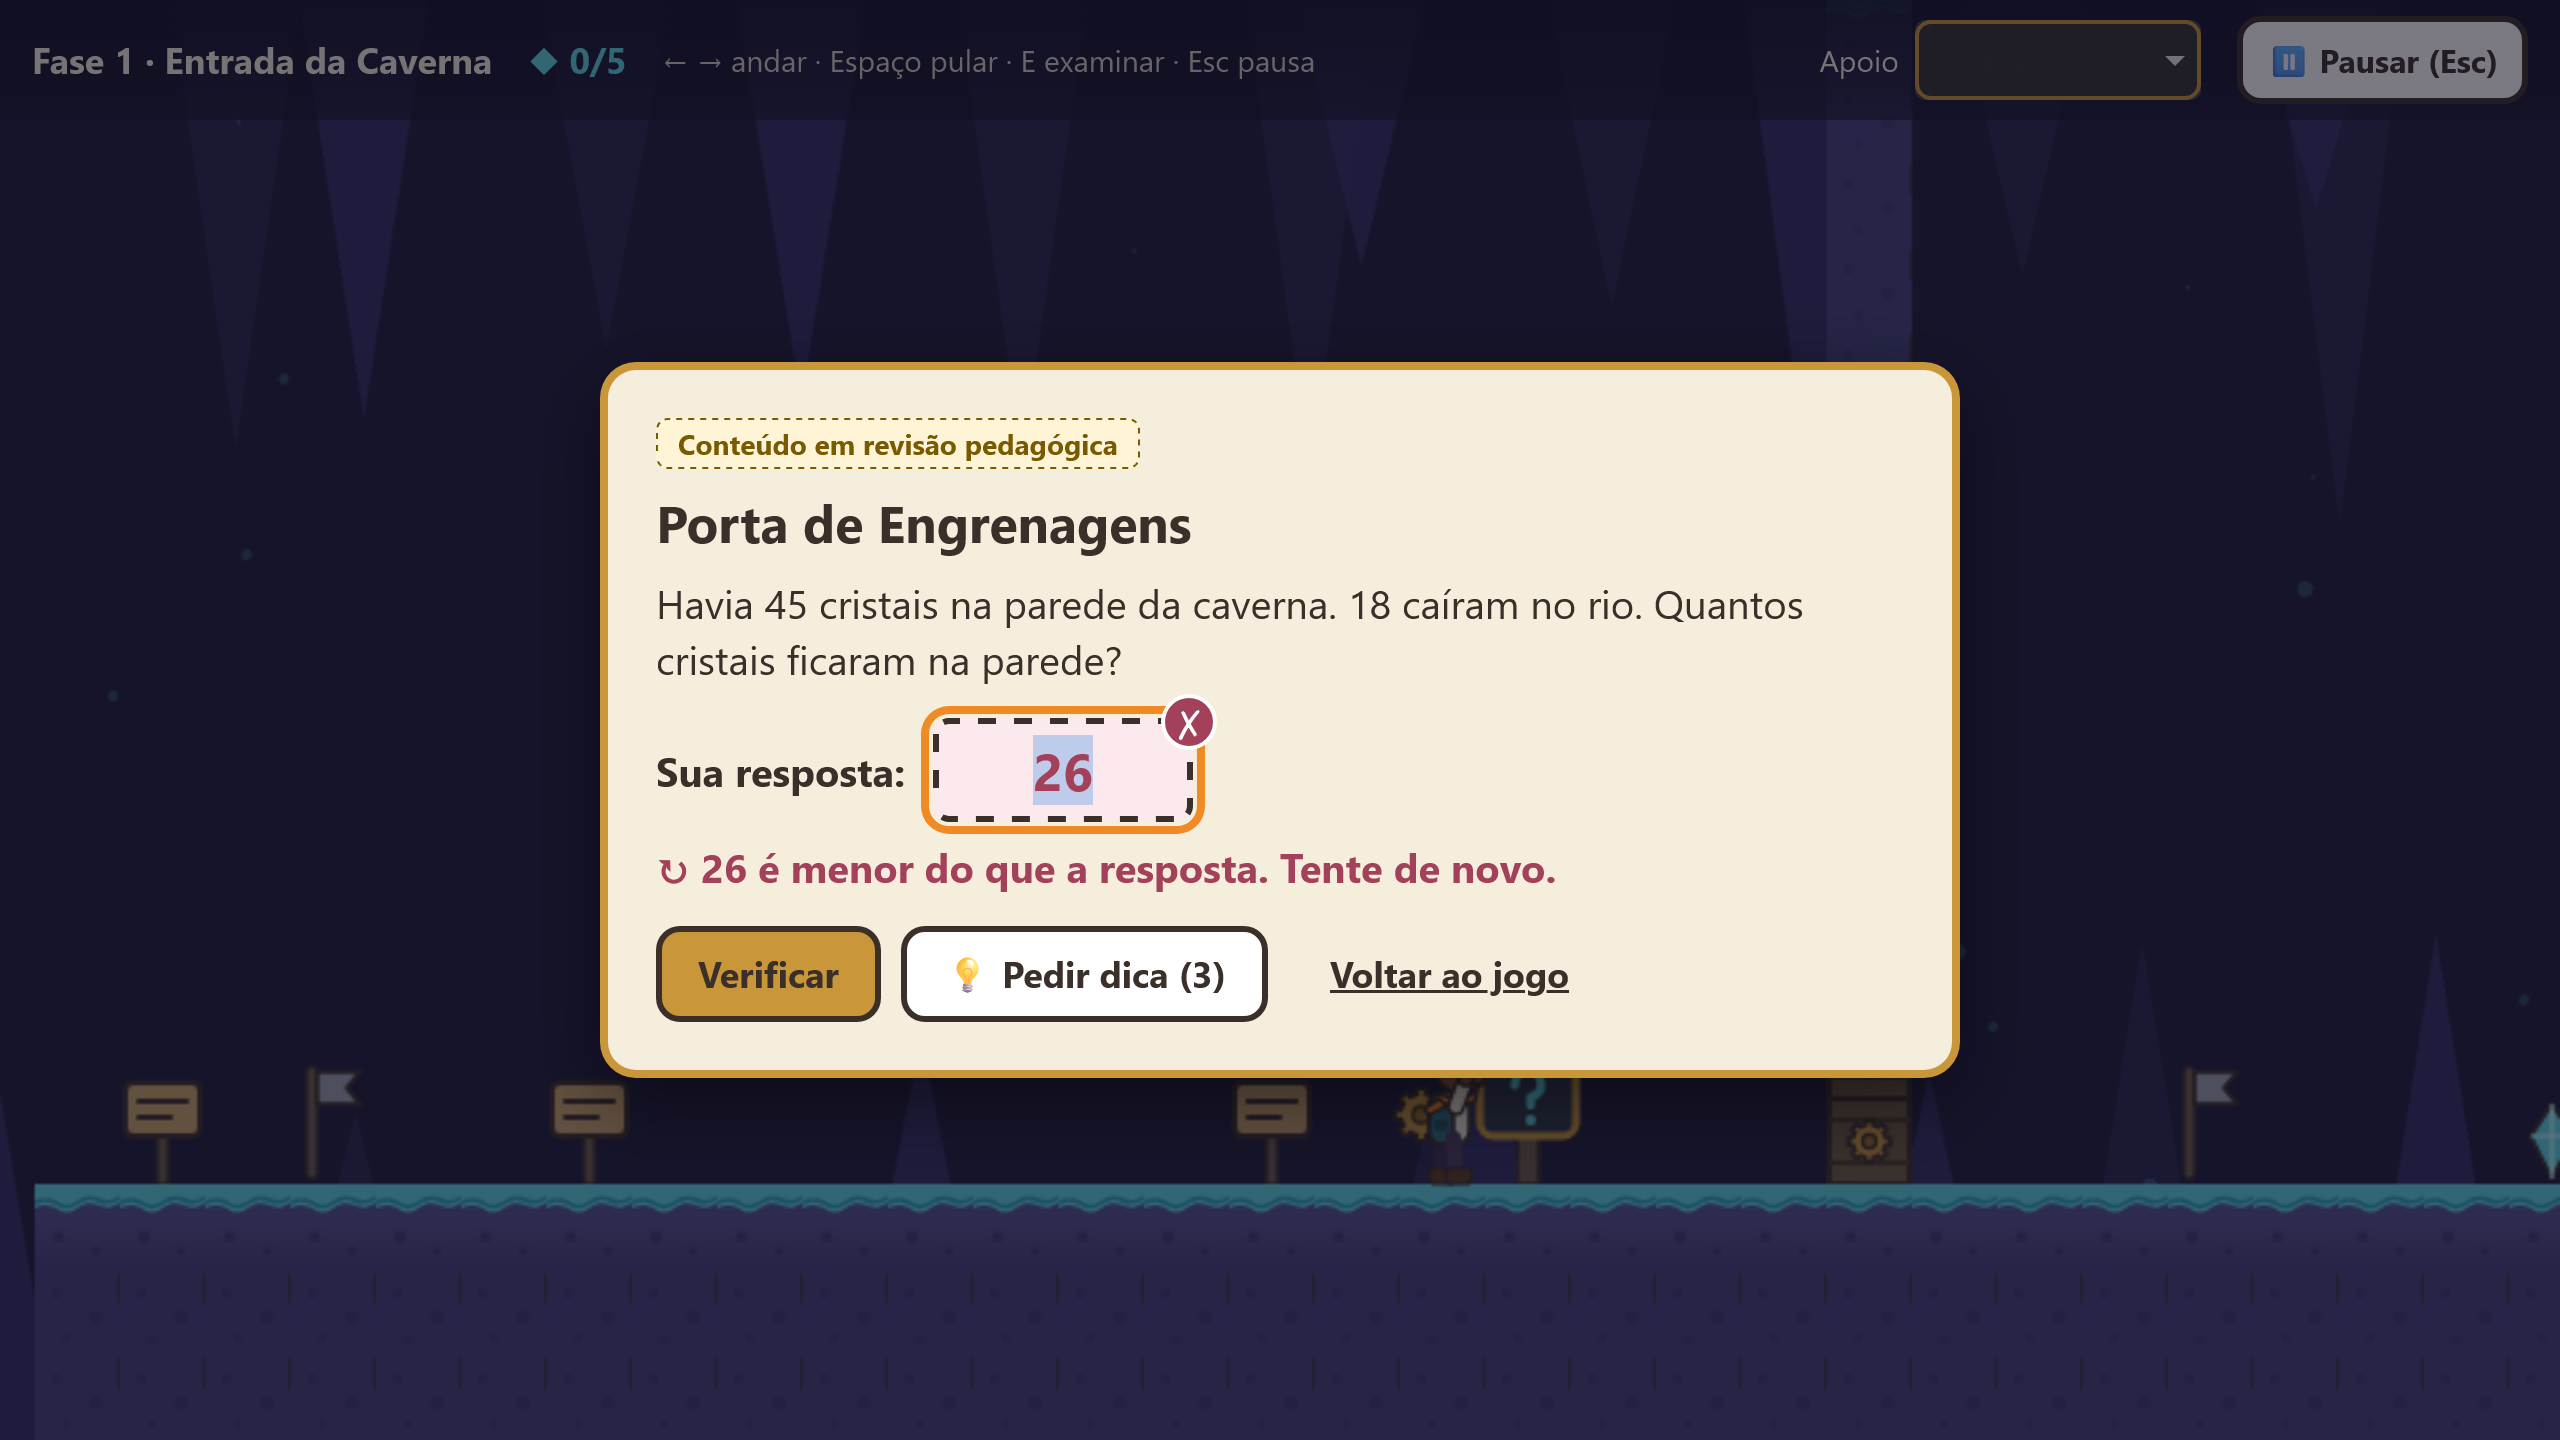 Fase 1 · Entrada da Caverna ◆ 0/5 ← → andar · Espaço pular · E examinar · Esc pausa Apoio Pausar (Esc)
Conteúdo em revisão pedagógica
Porta de Engrenagens
Havia 45 cristais na parede da caverna. 18 caíram no rio. Quantos
cristais ficaram na parede?
Sua resposta: 26 ✗
↻ 26 é menor do que a resposta. Tente de novo.
Verificar 💡 Pedir dica (3) Voltar ao jogo
?